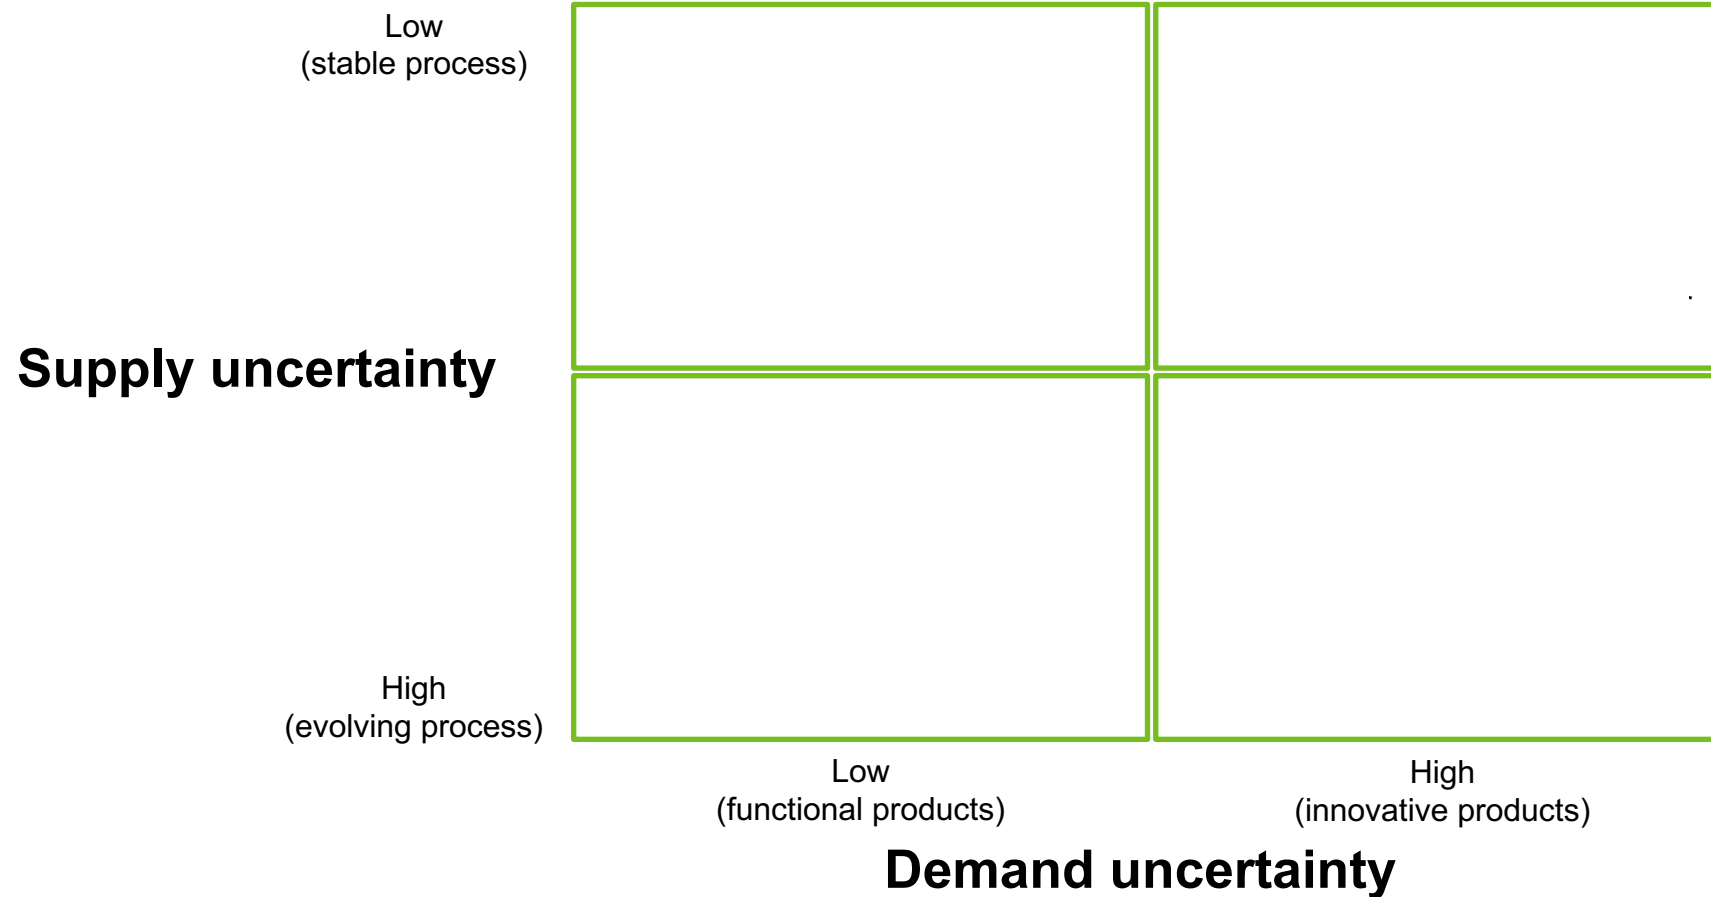 Low
(stable process)
Supply uncertainty
High
(evolving process)
Low
(functional products)
High
(innovative products)
Demand uncertainty